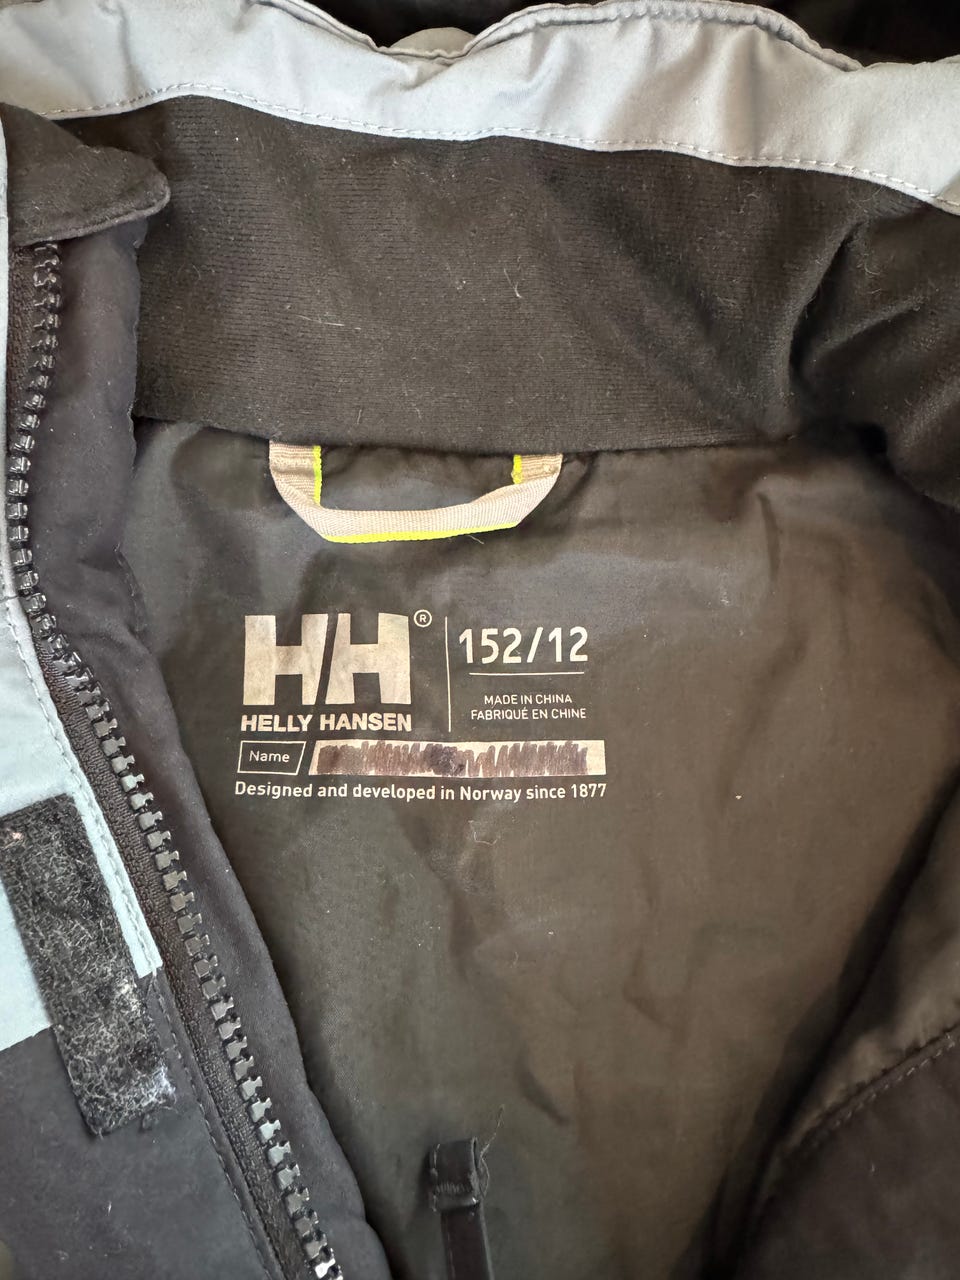 HH®
152/12
MADE IN CHINA
FABRIQUÉ EN CHINE
HELLY HANSEN
Name
Designed and developed in Norway since 1877